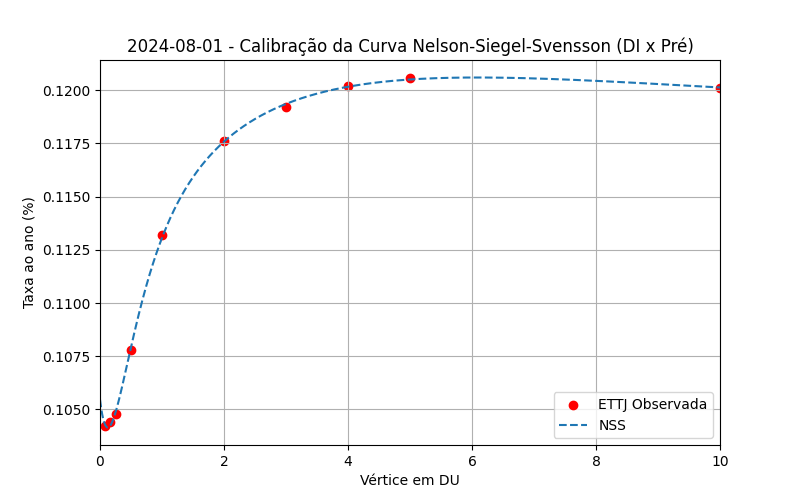 2024-08-01 - Calibração da Curva Nelson-Siegel-Svensson (DI x Pré)
Taxa ao ano (%)
0.1200
0.1175
0.1150
0.1125
0.1100
0.1075
0.1050
ETTJ Observada
NSS
0 2 4 6 8 10
Vértice em DU